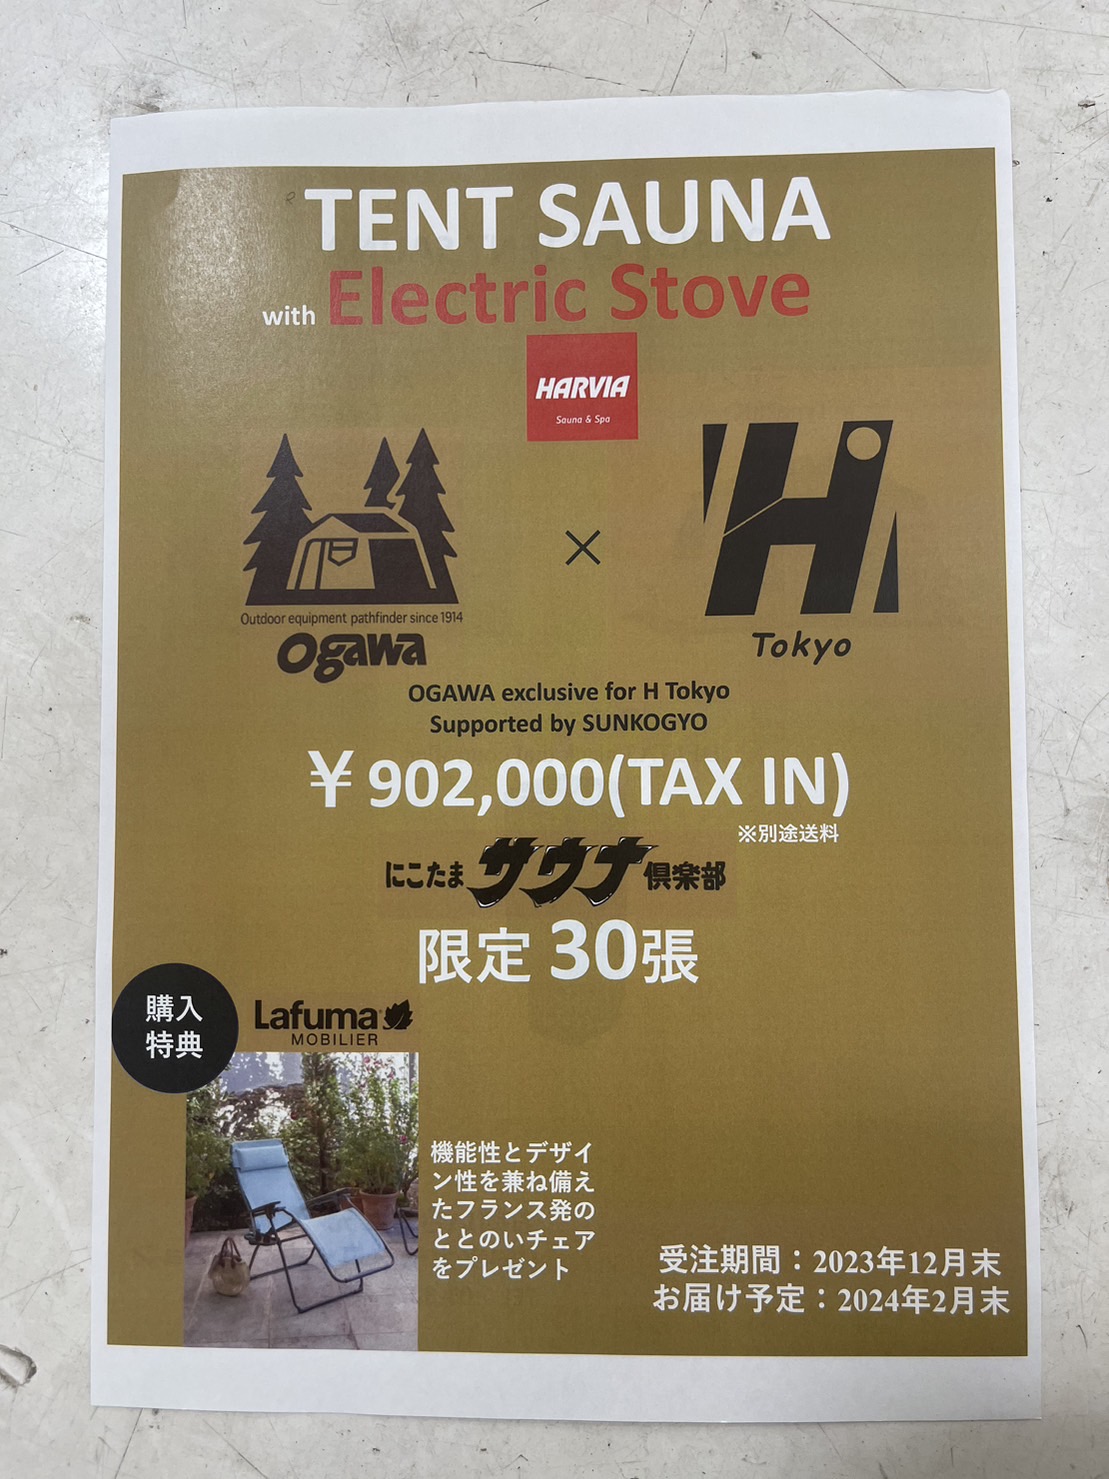 TENT SAUNA
with Electric Stove
HARVIA
Sauna & Spa
Outdoor equipment pathfinder since 1914
Ogawa
×
H
Tokyo
OGAWA exclusive for H Tokyo
Supported by SUNKOGYO
￥902,000(TAX IN)
※別途送料
にこたまサウナ倶楽部
限定 30張
購入
特典
Lafuma
MOBILIER
機能性とデザイ
ン性を兼ね備え
たフランス発の
ととのいチェア
をプレゼント
受注期間：2023年12月末
お届け予定：2024年2月末